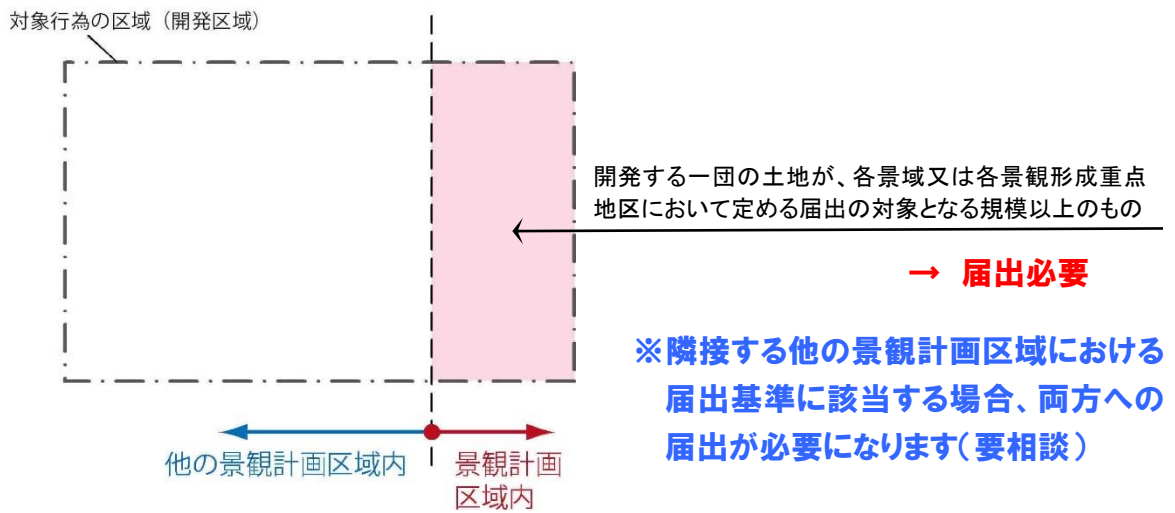 対象行為の区域（開発区域）
開発する一団の土地が、各景域又は各景観形成重点
地区において定める届出の対象となる規模以上のもの
→ 届出必要
※隣接する他の景観計画区域における
届出基準に該当する場合、両方への
届出が必要になります（要相談）
他の景観計画区域内
景観計画
区域内